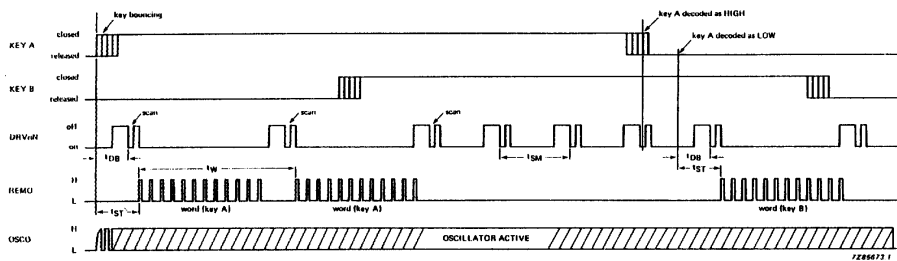 key bouncing
key A decoded as HIGH
key A decoded as LOW
KEY A
closed
released
KEY B
closed
released
scan
scan
scan
DRVnN
off
on
tDB
tW
tSM
tDB
tST
REMO
H
L
tST
word (key A)
word (key A)
word (key B)
OSCO
H
L
OSCILLATOR ACTIVE
7Z85673.1